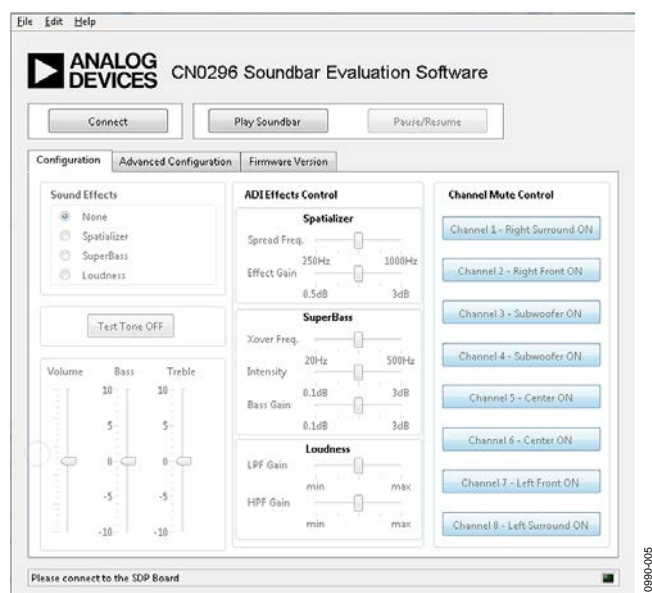 File Edit Help
ANALOG DEVICES
CN0296 Soundbar Evaluation Software
Connect
Play Soundbar
Pause/Resume
Configuration
Advanced Configuration
Firmware Version
Sound Effects
None
Spatializer
SuperBass
Loudness
Test Tone OFF
Volume Bass Treble
10 10
5 5
0 0
-5 -5
-10 -10
ADI Effects Control
Spatializer
Spread Freq.
250Hz 1000Hz
Effect Gain
0.5dB 3dB
SuperBass
Xover Freq.
20Hz 500Hz
Intensity
0.1dB 3dB
Bass Gain
0.1dB 3dB
Loudness
LPF Gain
min max
HPF Gain
min max
Channel Mute Control
Channel 1 - Right Surround ON
Channel 2 - Right Front ON
Channel 3 - Subwoofer ON
Channel 4 - Subwoofer ON
Channel 5 - Center ON
Channel 6 - Center ON
Channel 7 - Left Front ON
Channel 8 - Left Surround ON
Please connect to the SDP Board
0990-005